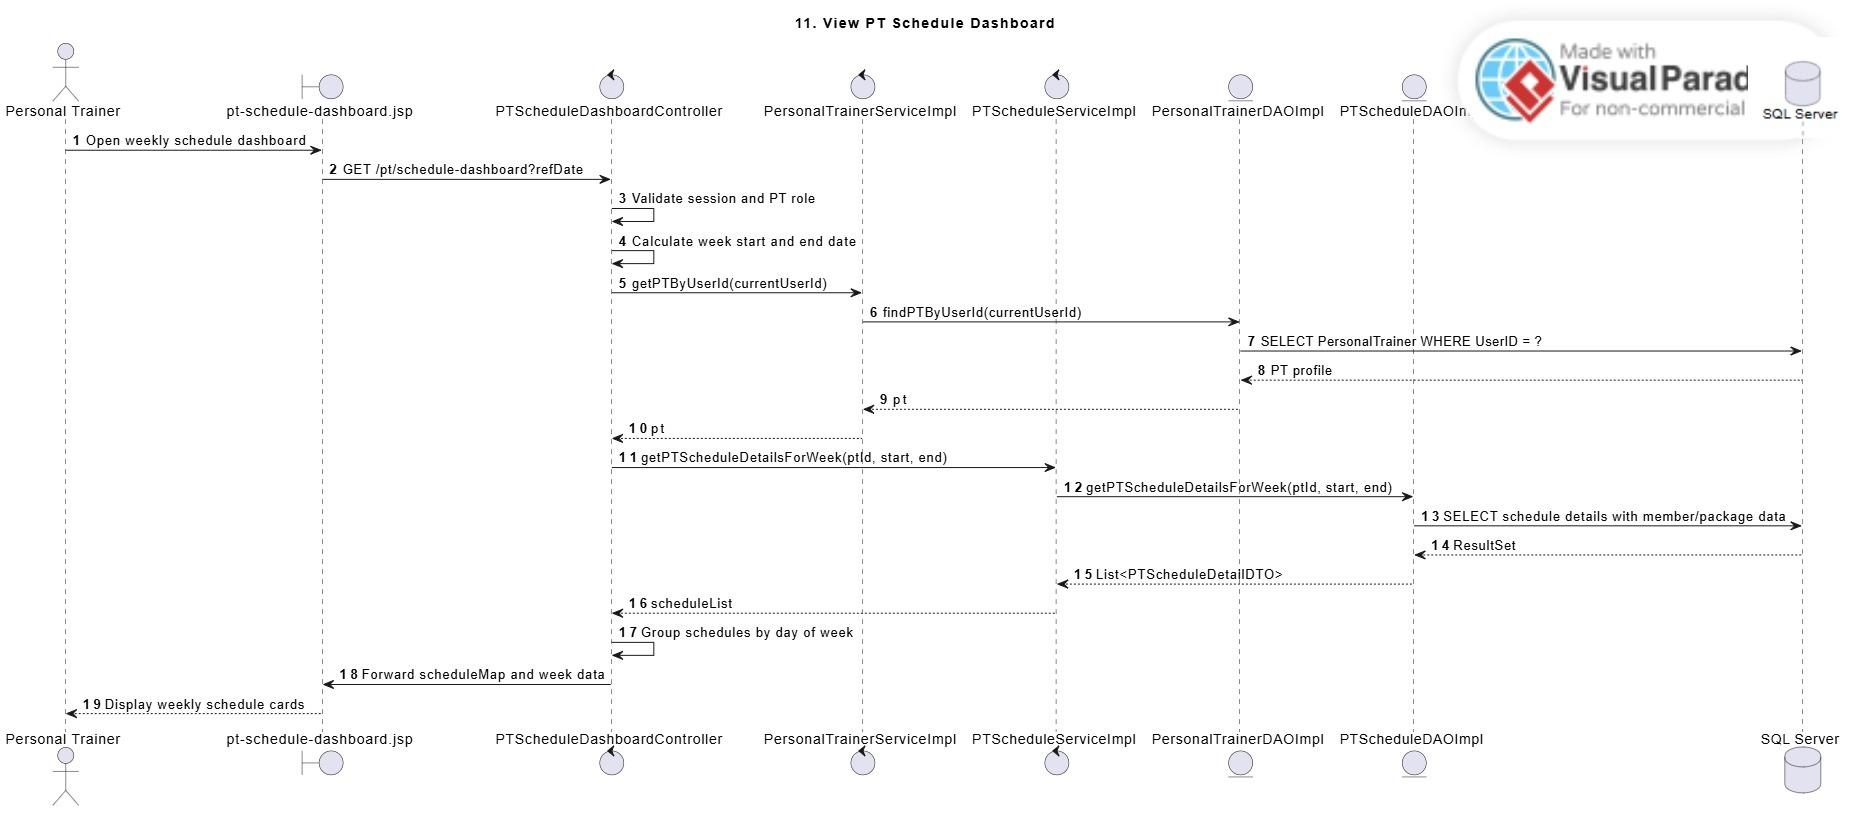 11. View PT Schedule Dashboard
Made with
Visual Parad
For non-commercial
Personal Trainer
pt-schedule-dashboard.jsp
PTScheduleDashboardController
PersonalTrainerServiceImpl
PTScheduleServiceImpl
PersonalTrainerDAOImpl
PTScheduleDAOIm
SQL Server
1 Open weekly schedule dashboard
2 GET /pt/schedule-dashboard?refDate
3 Validate session and PT role
4 Calculate week start and end date
5 getPTByUserId(currentUserId)
6 findPTByUserId(currentUserId)
7 SELECT PersonalTrainer WHERE UserID = ?
8 PT profile
9 pt
10 pt
11 getPTScheduleDetailsForWeek(ptId, start, end)
12 getPTScheduleDetailsForWeek(ptId, start, end)
13 SELECT schedule details with member/package data
14 ResultSet
15 List<PTScheduleDetailDTO>
16 scheduleList
17 Group schedules by day of week
18 Forward scheduleMap and week data
19 Display weekly schedule cards
Personal Trainer
pt-schedule-dashboard.jsp
PTScheduleDashboardController
PersonalTrainerServiceImpl
PTScheduleServiceImpl
PersonalTrainerDAOImpl
PTScheduleDAOImpl
SQL Server